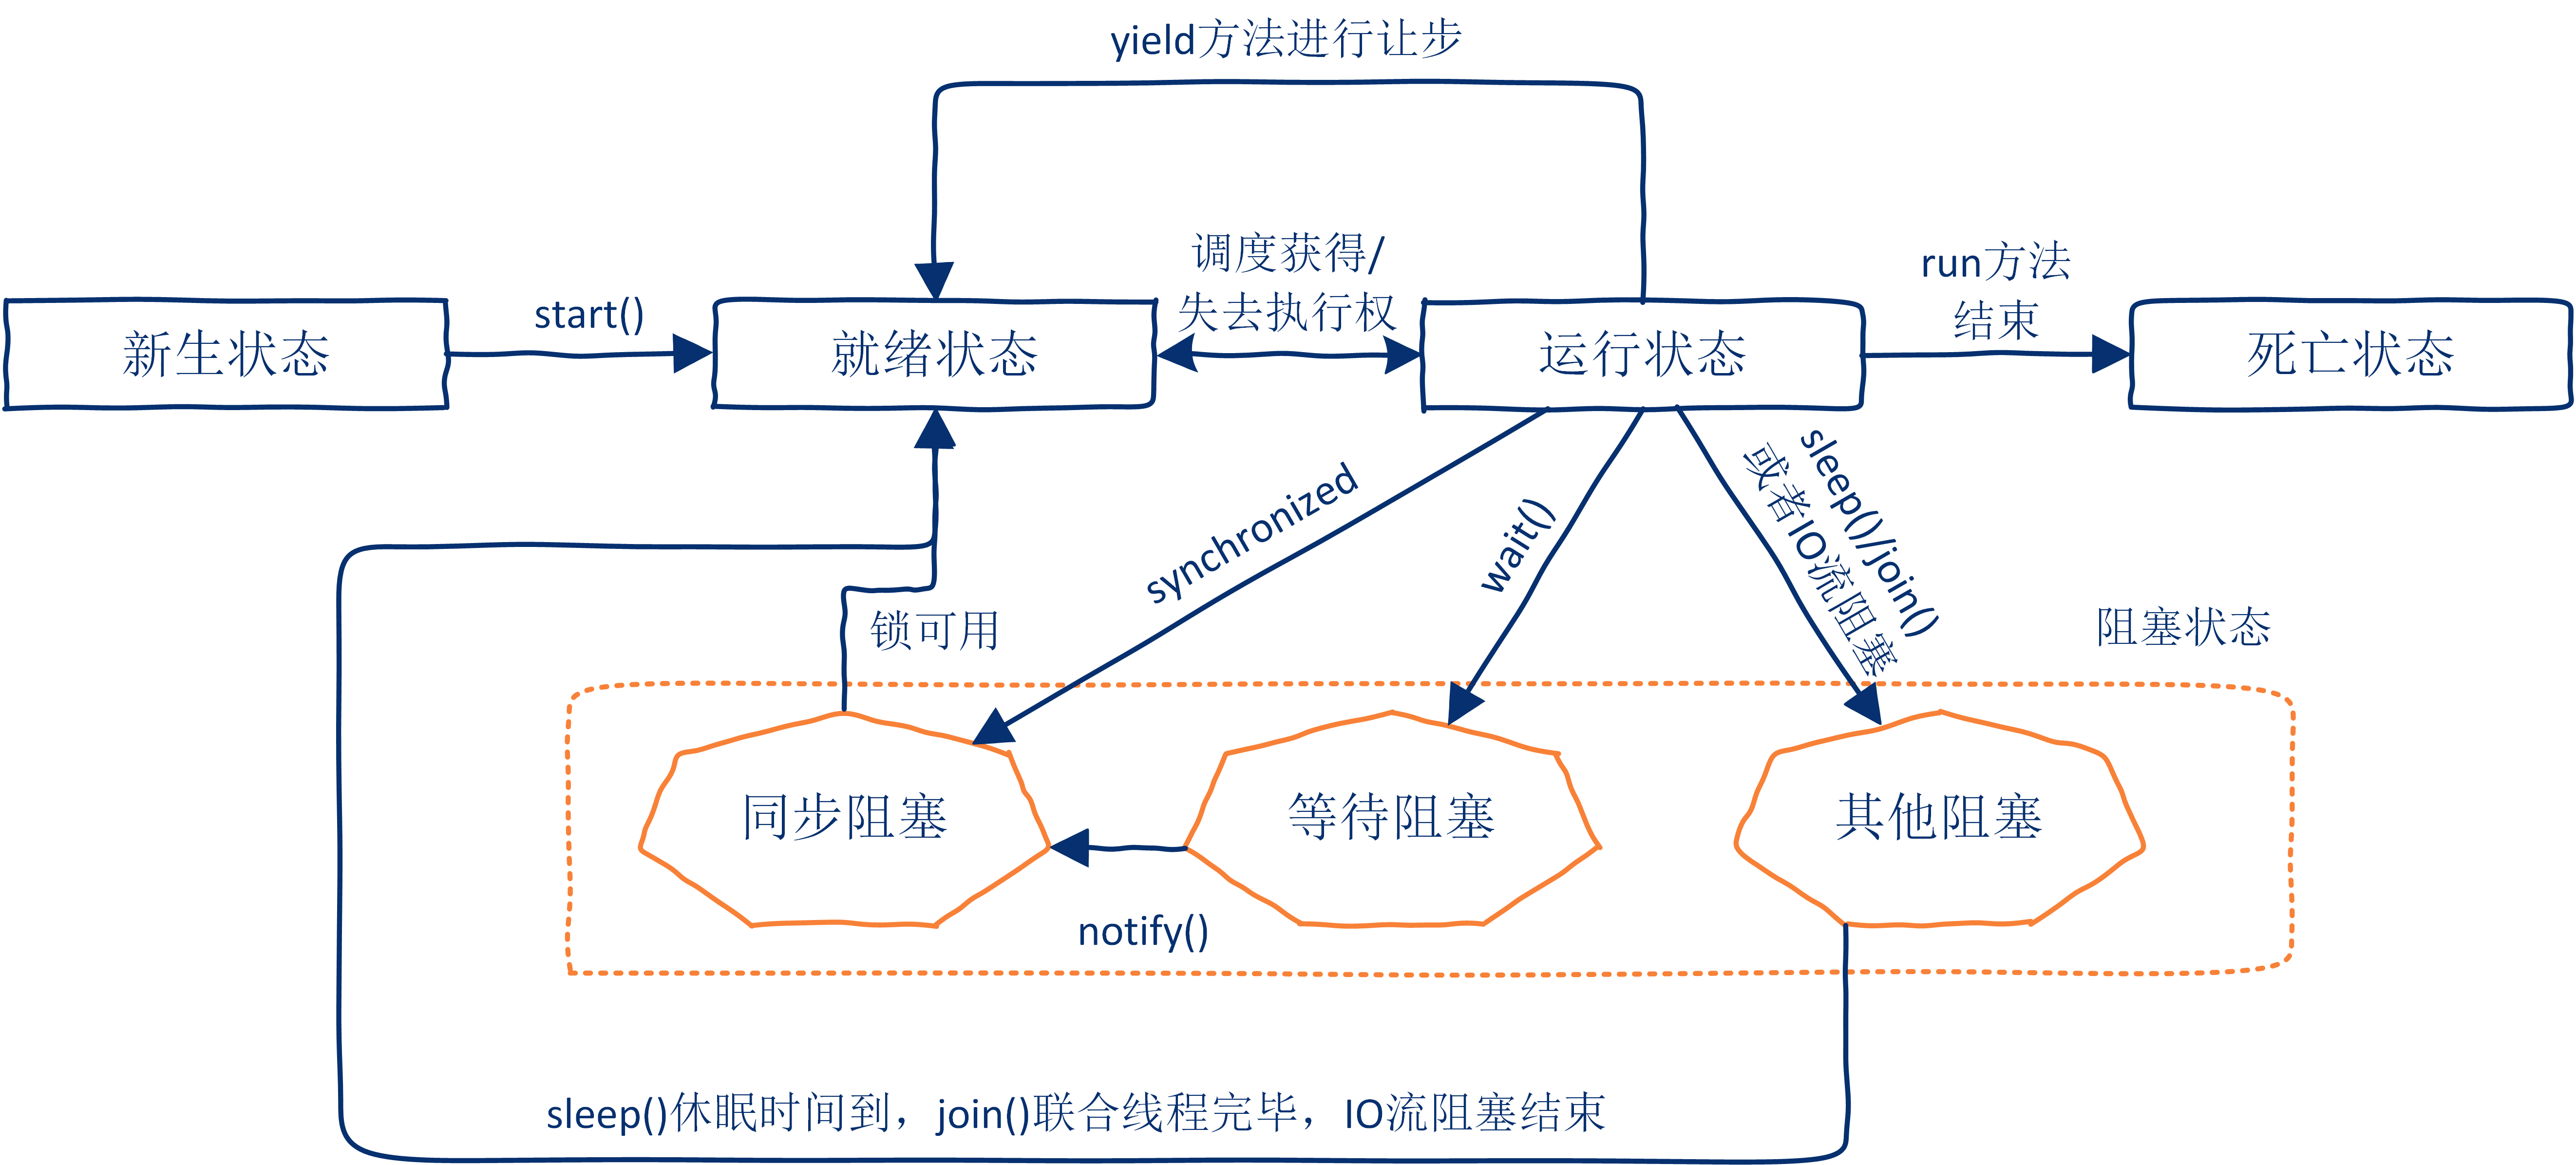 yield方法进行让步
调度获得/
失去执行权
run方法
结束
新生状态
start()
就绪状态
运行状态
死亡状态
synchronized
wait()
sleep()/join()
或者IO流阻塞
锁可用
阻塞状态
同步阻塞
等待阻塞
其他阻塞
notify()
sleep()休眠时间到，join()联合线程完毕，IO流阻塞结束